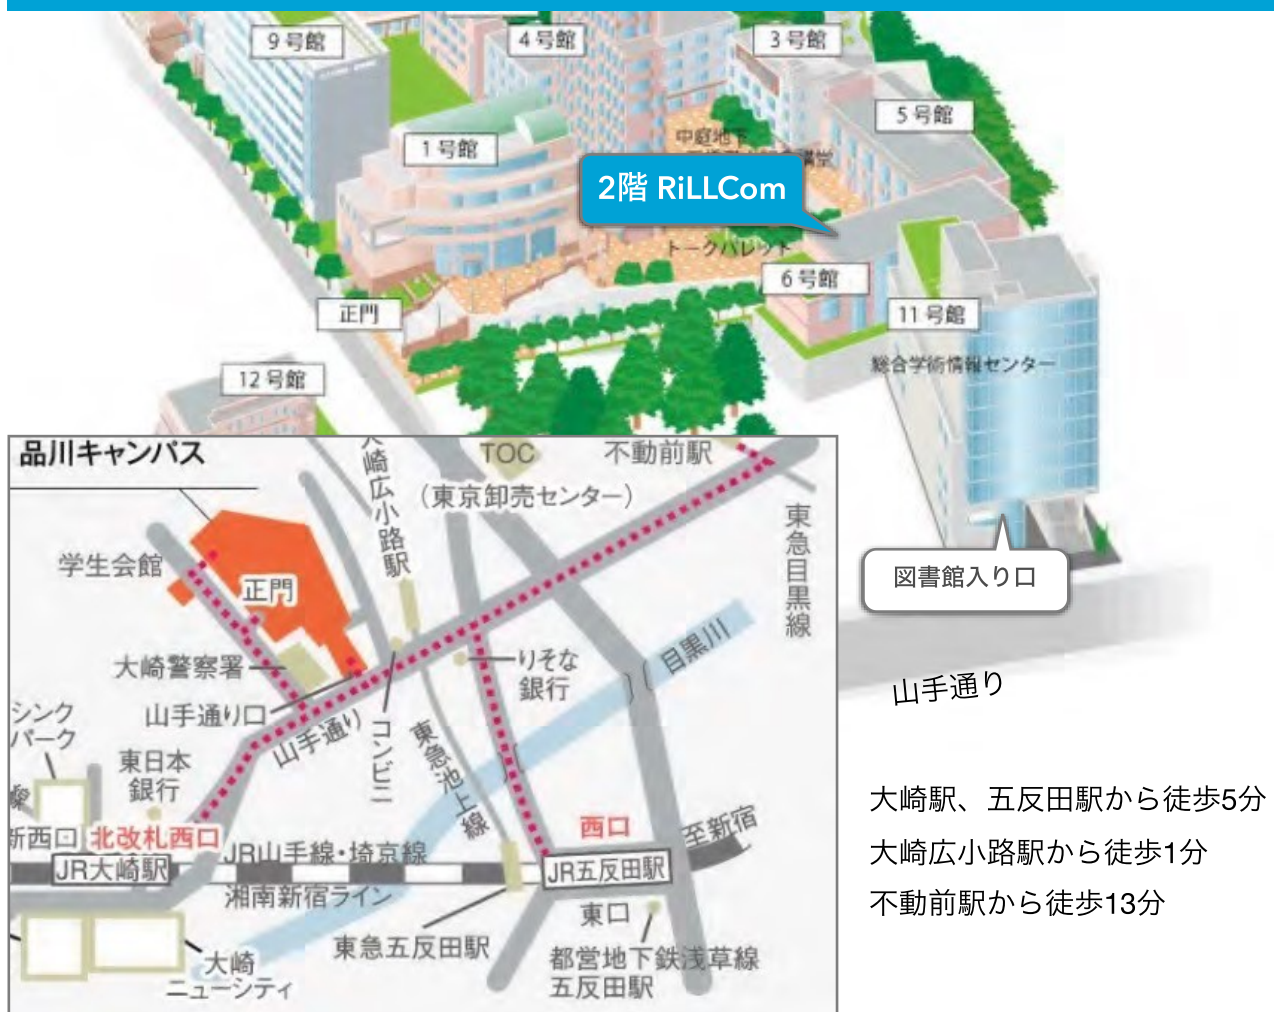 9号館
4号館
3号館
5号館
1号館
中庭地下
講堂
2階 RiLLCom
トークパレット
6号館
正門
11号館
総合学術情報センター
12号館
図書館入り口
山手通り
大崎駅、五反田駅から徒歩5分
大崎広小路駅から徒歩1分
不動前駅から徒歩13分
品川キャンパス
TOC
(東京卸売センター)
不動前駅
大崎広小路駅
東急目黒線
学生会館
正門
大崎警察署
山手通り口
山手通り
コンビニ
りそな
銀行
目黒川
東急池上線
シンク
パーク
東日本
銀行
新西口
北改札西口
JR大崎駅
JR山手線・埼京線
湘南新宿ライン
西口
至新宿
JR五反田駅
東口
東急五反田駅
都営地下鉄浅草線
五反田駅
大崎
ニューシティ